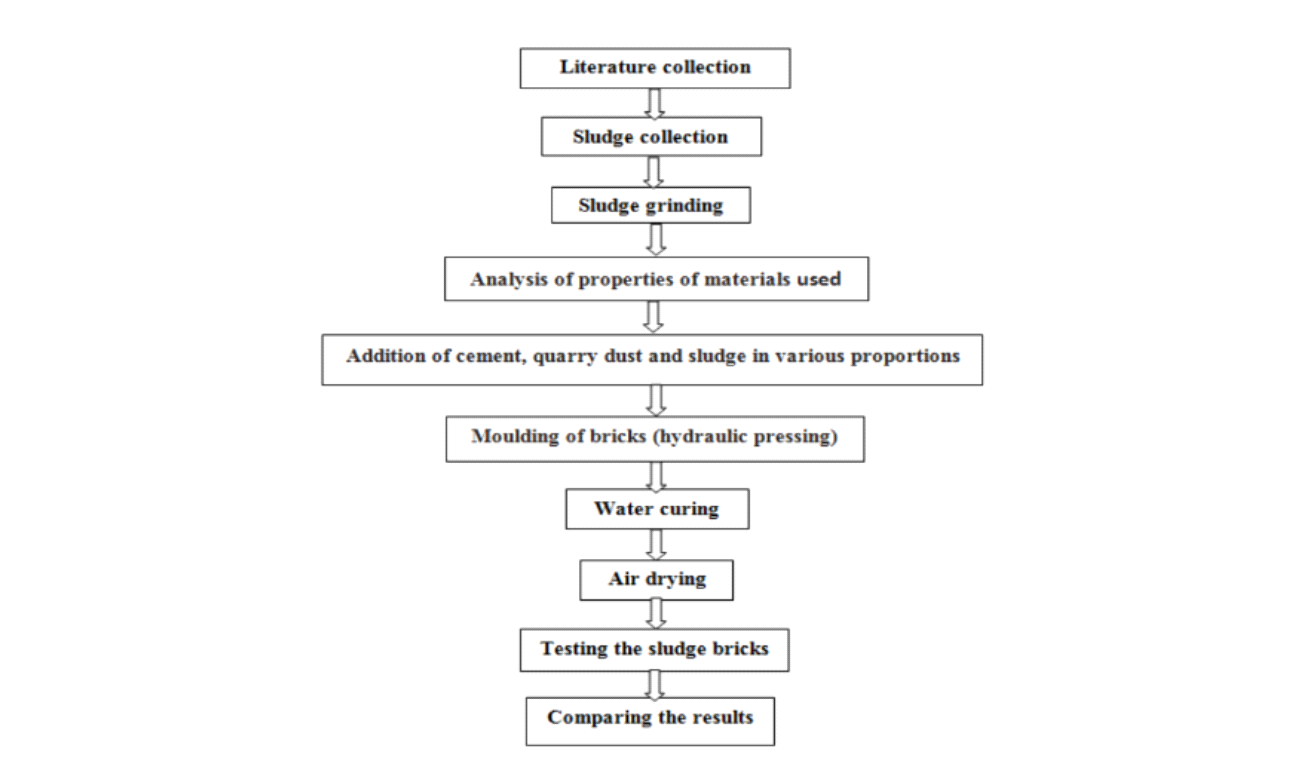 Literature collection
Sludge collection
Sludge grinding
Analysis of properties of materials used
Addition of cement, quarry dust and sludge in various proportions
Moulding of bricks (hydraulic pressing)
Water curing
Air drying
Testing the sludge bricks
Comparing the results